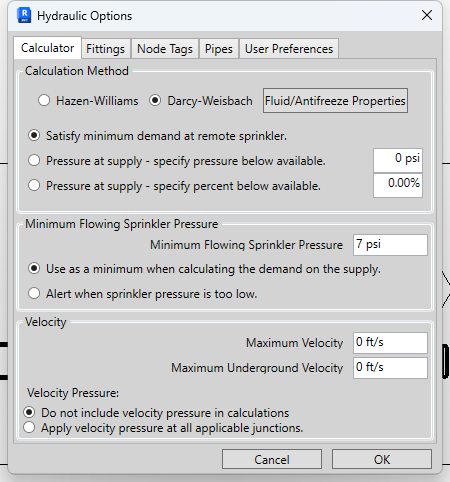 Hydraulic Options
Calculator Fittings Node Tags Pipes User Preferences
Calculation Method
Hazen-Williams Darcy-Weisbach Fluid/Antifreeze Properties
Satisfy minimum demand at remote sprinkler.
Pressure at supply - specify pressure below available. 0 psi
Pressure at supply - specify percent below available. 0.00%
Minimum Flowing Sprinkler Pressure
Minimum Flowing Sprinkler Pressure 7 psi
Use as a minimum when calculating the demand on the supply.
Alert when sprinkler pressure is too low.
Velocity
Maximum Velocity 0 ft/s
Maximum Underground Velocity 0 ft/s
Velocity Pressure:
Do not include velocity pressure in calculations
Apply velocity pressure at all applicable junctions.
Cancel OK